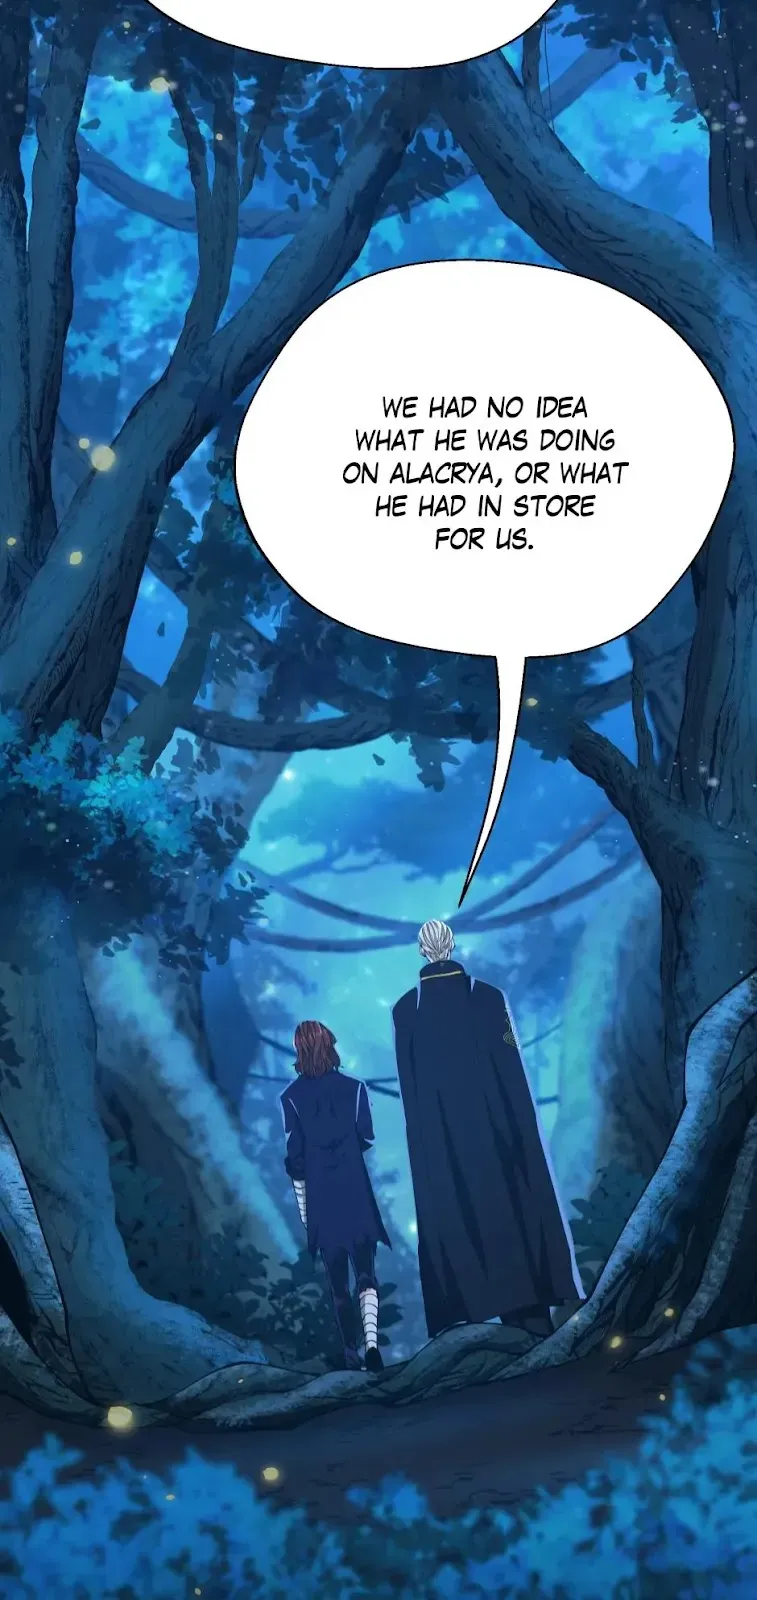 WE HAD NO IDEA
WHAT HE WAS DOING
ON ALACRYA, OR WHAT
HE HAD IN STORE
FOR US.